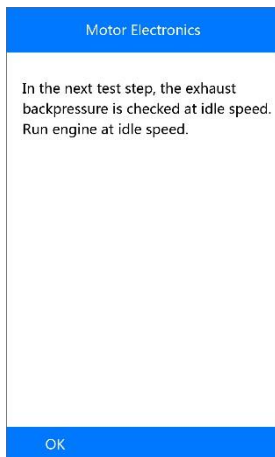 Motor Electronics
In the next test step, the exhaust
backpressure is checked at idle speed.
Run engine at idle speed.
OK